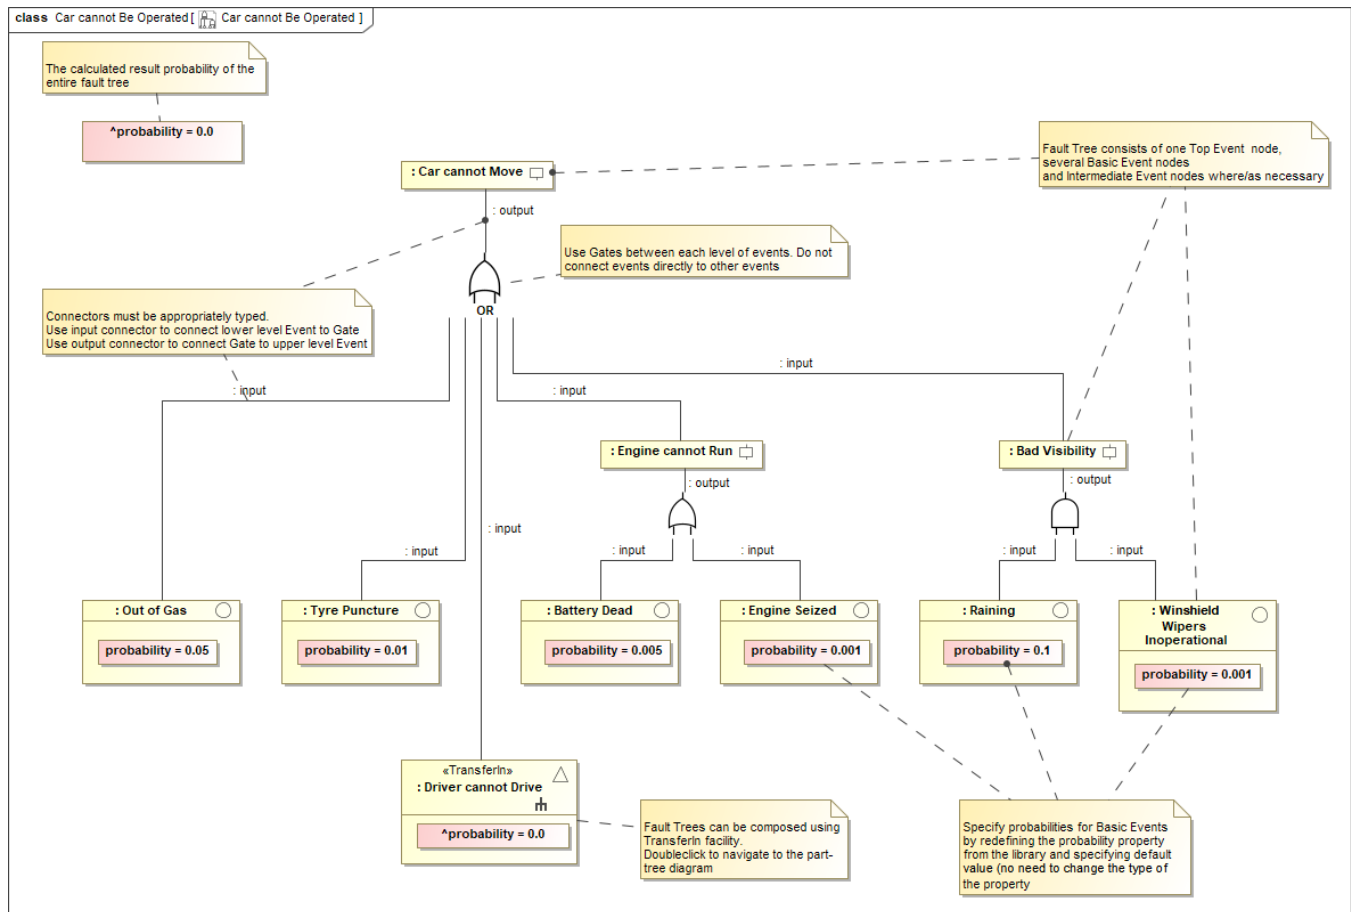 class Car cannot Be Operated [ Car cannot Be Operated ]
The calculated result probability of the
entire fault tree
^probability = 0.0
Fault Tree consists of one Top Event node,
several Basic Event nodes
and Intermediate Event nodes where/as necessary
: Car cannot Move
: output
Use Gates between each level of events. Do not
connect events directly to other events
Connectors must be appropriately typed.
Use input connector to connect lower level Event to Gate
Use output connector to connect Gate to upper level Event
OR
: input
: input
: input
: Engine cannot Run
: Bad Visibility
: output
: output
: input
: input
: input
: input
: input
: input
: Out of Gas
probability = 0.05
: Tyre Puncture
probability = 0.01
: Battery Dead
probability = 0.005
: Engine Seized
probability = 0.001
: Raining
probability = 0.1
: Winshield
Wipers
Inoperational
probability = 0.001
«TransferIn»
: Driver cannot Drive
^probability = 0.0
Fault Trees can be composed using
TransferIn facility.
Doubleclick to navigate to the part-
tree diagram
Specify probabilities for Basic Events
by redefining the probability property
from the library and specifying default
value (no need to change the type of
the property